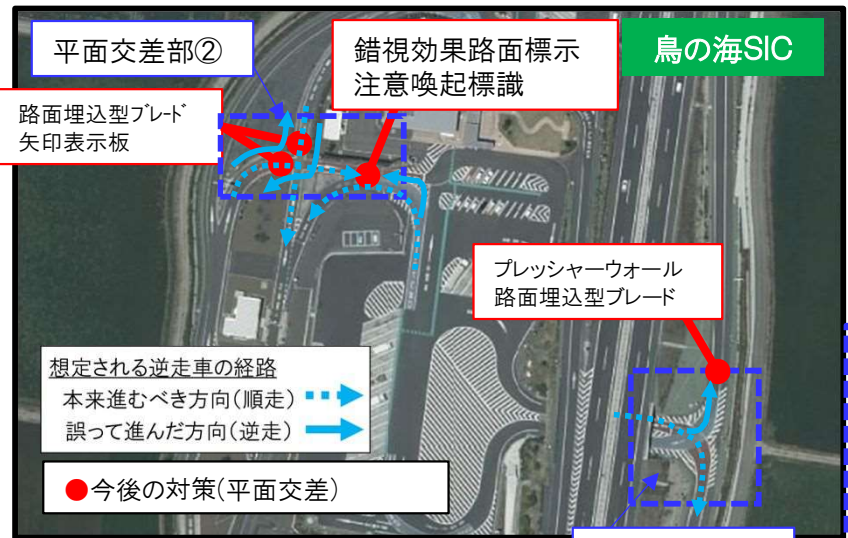 平面交差部②
錯視効果路面標示
注意喚起標識
鳥の海SIC
路面埋込型ﾌﾞﾚｰﾄﾞ
矢印表示板
プレッシャーウォール
路面埋込型ブレード
想定される逆走車の経路
本来進むべき方向(順走)
誤って進んだ方向(逆走)
●今後の対策(平面交差)